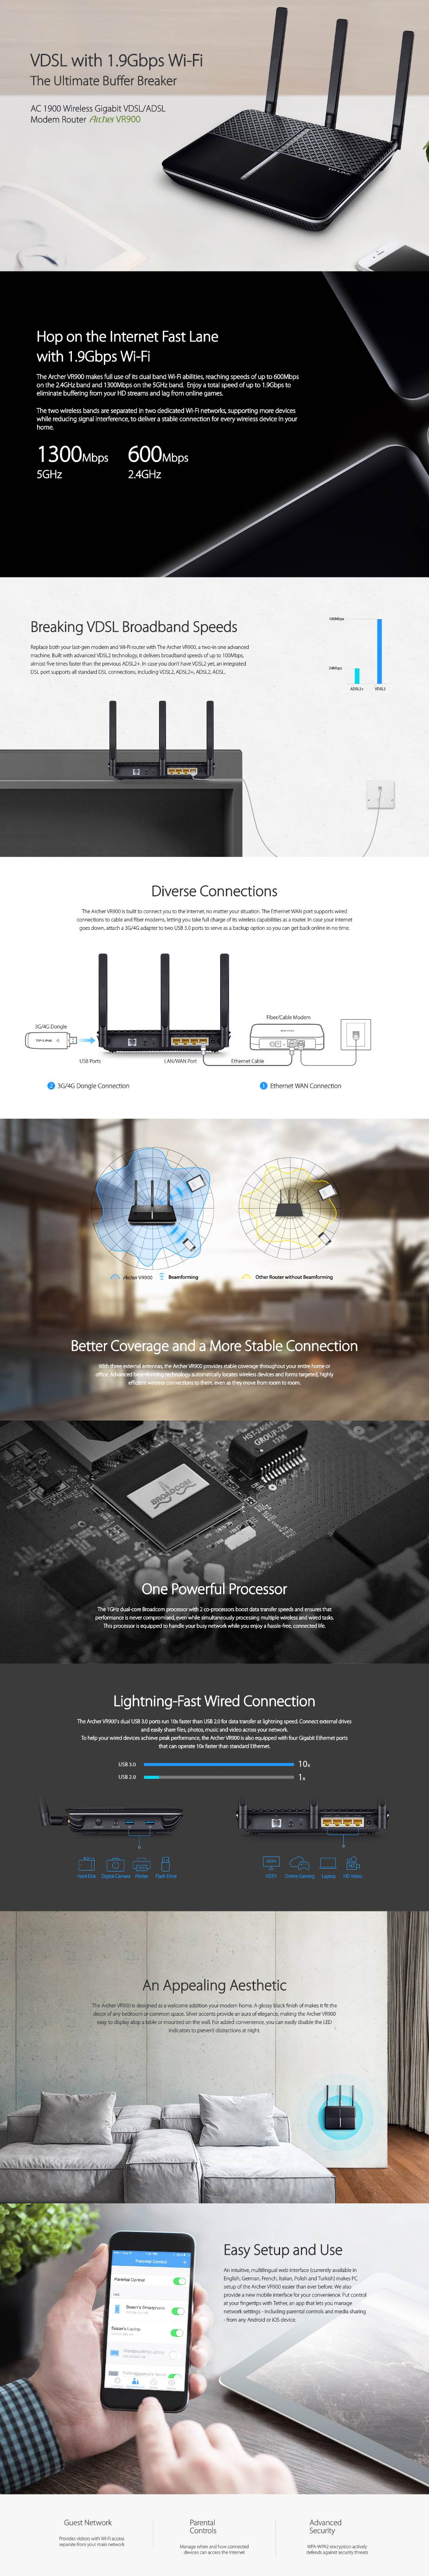 VDSL with 1.9Gbps Wi-Fi
The Ultimate Buffer Breaker
AC 1900 Wireless Gigabit VDSL/ADSL
Modem Router Archer VR900
TP-LINK
Hop on the Internet Fast Lane
with 1.9Gbps Wi-Fi
The Archer VR900 makes full use of its dual band Wi-Fi abilities, reaching speeds of up to 600Mbps
on the 2.4GHz band and 1300Mbps on the 5GHz band. Enjoy a total speed of up to 1.9Gbps to
eliminate buffering from your HD streams and lag from online games.
The two wireless bands are separated in two dedicated Wi-Fi networks, supporting more devices
while reducing signal interference, to deliver a stable connection for every wireless device in your
home.
1300Mbps 600Mbps
5GHz 2.4GHz
Breaking VDSL Broadband Speeds
Replace both your last-gen modem and Wi-Fi router with The Archer VR900, a two-in-one advanced
machine. Built with advanced VDSL2 technology, it delivers broadband speeds of up to 100Mbps,
almost five times faster than the previous ADSL2+. In case you don't have VDSL2 yet, an integrated
DSL port supports all standard DSL connections, including VDSL2, ADSL2+, ADSL2, ADSL.
100Mbps
24Mbps
ADSL2+ VDSL2
Diverse Connections
The Archer VR900 is built to connect you to the internet, no matter your situation. The Ethernet WAN port supports wired
connections to cable and fiber modems, letting you take full charge of its wireless capabilities as a router. In case your internet
goes down, attach a 3G/4G adapter to two USB 3.0 ports to serve as a backup option so you can get back online in no time.
3G/4G Dongle
TP-LINK
Fiber/Cable Modem
USB Ports
LAN/WAN Port
Ethernet Cable
2 3G/4G Dongle Connection
1 Ethernet WAN Connection
Archer VR900
Beamforming
Other Router without Beamforming
Better Coverage and a More Stable Connection
With three external antennas, the Archer VR900 provides stable coverage throughout your entire home or
office. Advanced beamforming technology automatically locates wireless devices and forms targeted, highly
efficient wireless connections to them, even as they move from room to room.
GROUP-TEK
BROADCOM
One Powerful Processor
The 1GHz dual-core Broadcom processor with 2 co-processors boost data transfer speeds and ensures that
performance is never compromised, even while simultaneously processing multiple wireless and wired tasks.
This processor is equipped to handle your busy network while you enjoy a hassle-free, connected life.
Lightning-Fast Wired Connection
The Archer VR900's dual USB 3.0 ports run 10x faster than USB 2.0 for data transfer at lightning speed. Connect external drives
and easily share files, photos, music and video across your network.
To help your wired devices achieve peak performance, the Archer VR900 is also equipped with four Gigabit Ethernet ports
that can operate 10x faster than standard Ethernet.
USB 3.0 10x
USB 2.0 1x
Hard Disk Digital Camera Printer Flash Drive
HDTV Online Gaming Laptop HD Video
An Appealing Aesthetic
The Archer VR900 is designed as a welcome addition your modern home. A glossy black finish of makes it fit the
decor of any bedroom or common space. Silver accents provide an aura of elegance, making the Archer VR900
easy to display atop a table or mounted on the wall. For added convenience, you can easily disable the LED
indicators to prevent distractions at night.
Parental Control
Parental Control
Susan's Smartphone
Susan's Laptop
Easy Setup and Use
An intuitive, multilingual web interface (currently available in
English, German, French, Italian, Polish and Turkish) makes PC
setup of the Archer VR900 easier than ever before. We also
provide a new mobile interface for your convenience. Put control
at your fingertips with Tether, an app that lets you manage
network settings - including parental controls and media sharing
- from any Android or iOS device.
Guest Network
Provides visitors with Wi-Fi access
separate from your main network
Parental
Controls
Manage when and how connected
devices can access the Internet
Advanced
Security
WPA-WPA2 encryption actively
defends against security threats